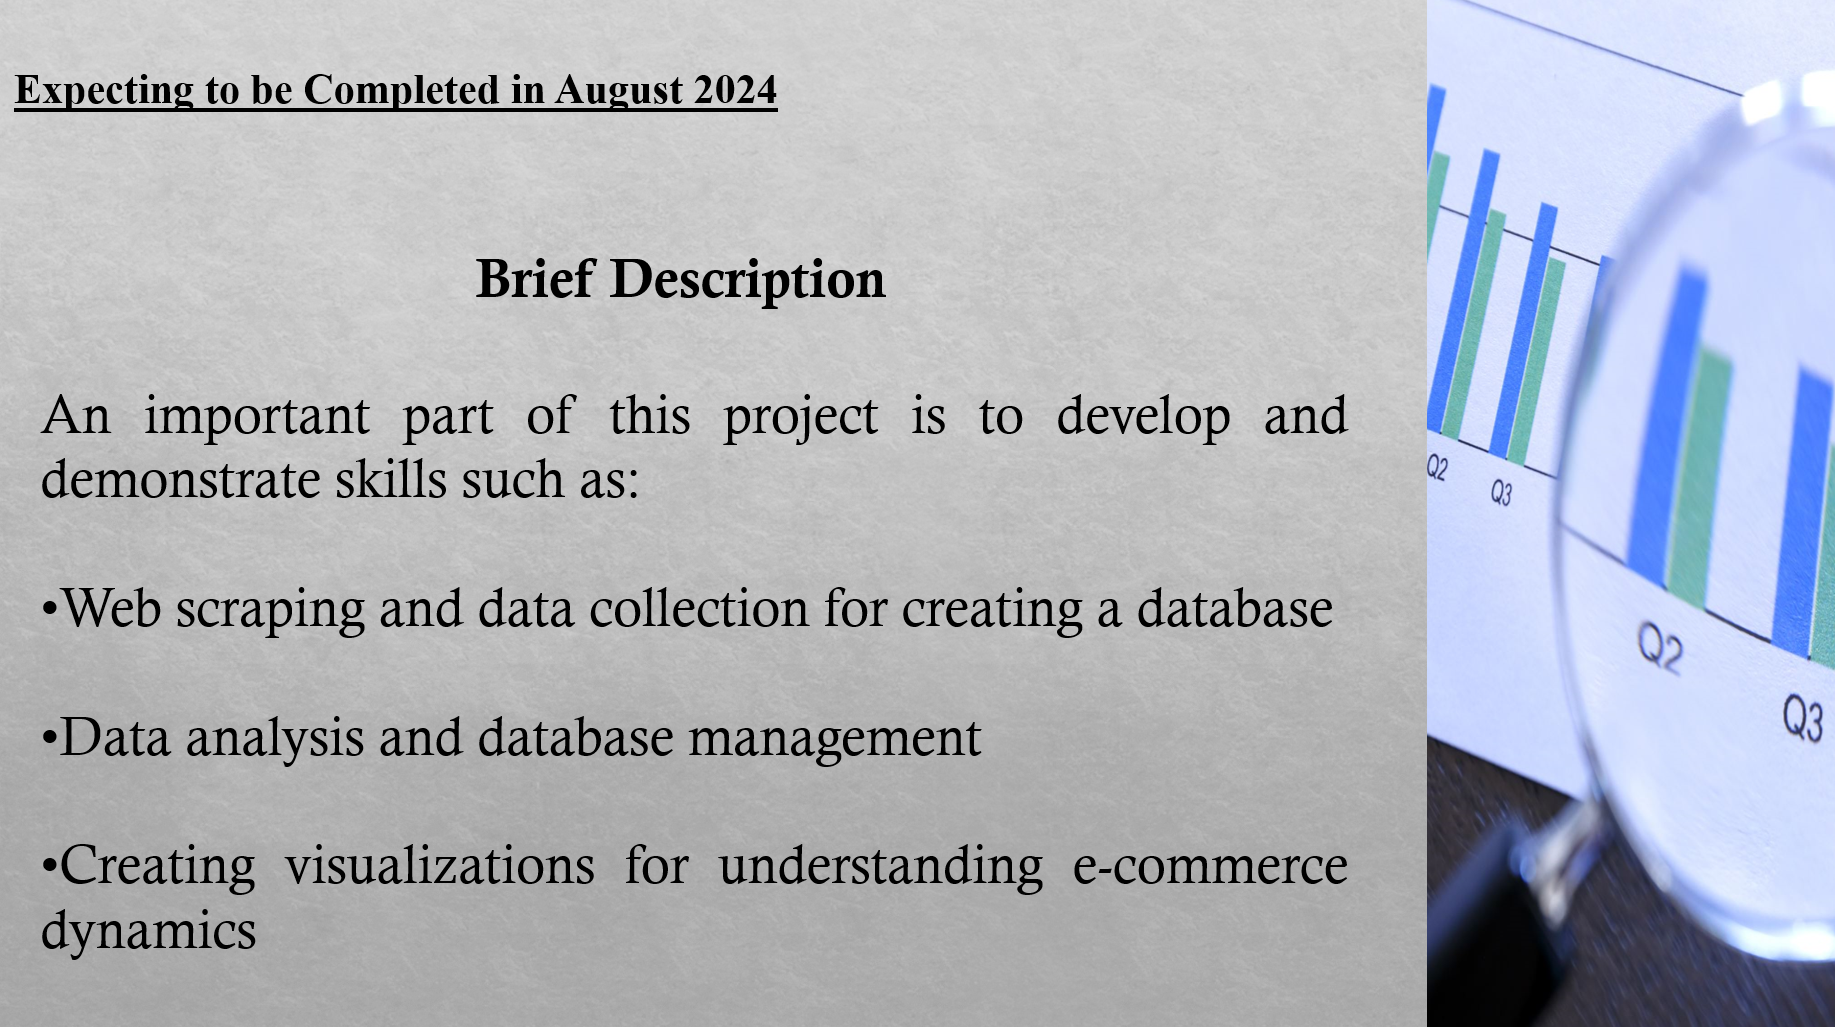 Expecting to be Completed in August 2024
Brief Description
An important part of this project is to develop and
demonstrate skills such as:
•Web scraping and data collection for creating a database
•Data analysis and database management
•Creating visualizations for understanding e-commerce
dynamics
Q2
Q3
Q2
Q3